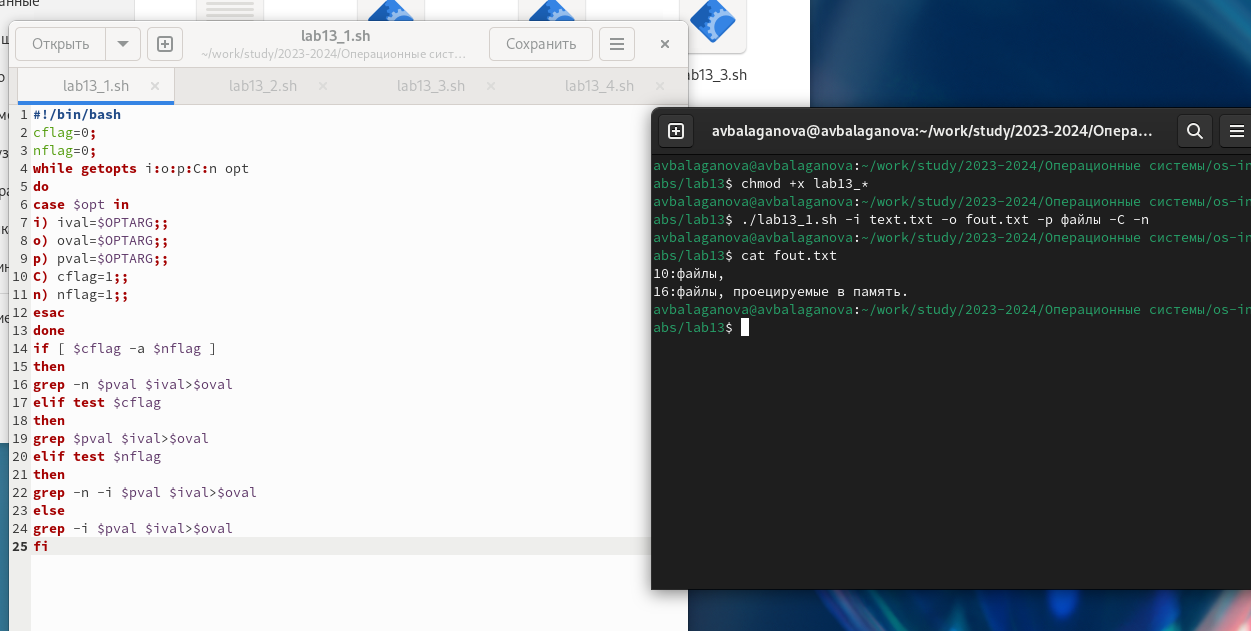 Открыть
lab13_1.sh
~/work/study/2023-2024/Операционные сист…
Сохранить
lab13_1.sh
lab13_2.sh
lab13_3.sh
lab13_4.sh
1 #!/bin/bash
2 cflag=0;
3 nflag=0;
4 while getopts i:o:p:C:n opt
5 do
6 case $opt in
7 i) ival=$OPTARG;;
8 o) oval=$OPTARG;;
9 p) pval=$OPTARG;;
10 C) cflag=1;;
11 n) nflag=1;;
12 esac
13 done
14 if [ $cflag -a $nflag ]
15 then
16 grep -n $pval $ival>$oval
17 elif test $cflag
18 then
19 grep $pval $ival>$oval
20 elif test $nflag
21 then
22 grep -n -i $pval $ival>$oval
23 else
24 grep -i $pval $ival>$oval
25 fi
b13_3.sh
avbalaganova@avbalaganova:~/work/study/2023-2024/Опера…
avbalaganova@avbalaganova:~/work/study/2023-2024/Операционные системы/os-in
abs/lab13$ chmod +x lab13_*
avbalaganova@avbalaganova:~/work/study/2023-2024/Операционные системы/os-in
abs/lab13$ ./lab13_1.sh -i text.txt -o fout.txt -p файлы -C -n
avbalaganova@avbalaganova:~/work/study/2023-2024/Операционные системы/os-in
abs/lab13$ cat fout.txt
10:файлы,
16:файлы, проецируемые в память.
avbalaganova@avbalaganova:~/work/study/2023-2024/Операционные системы/os-in
abs/lab13$